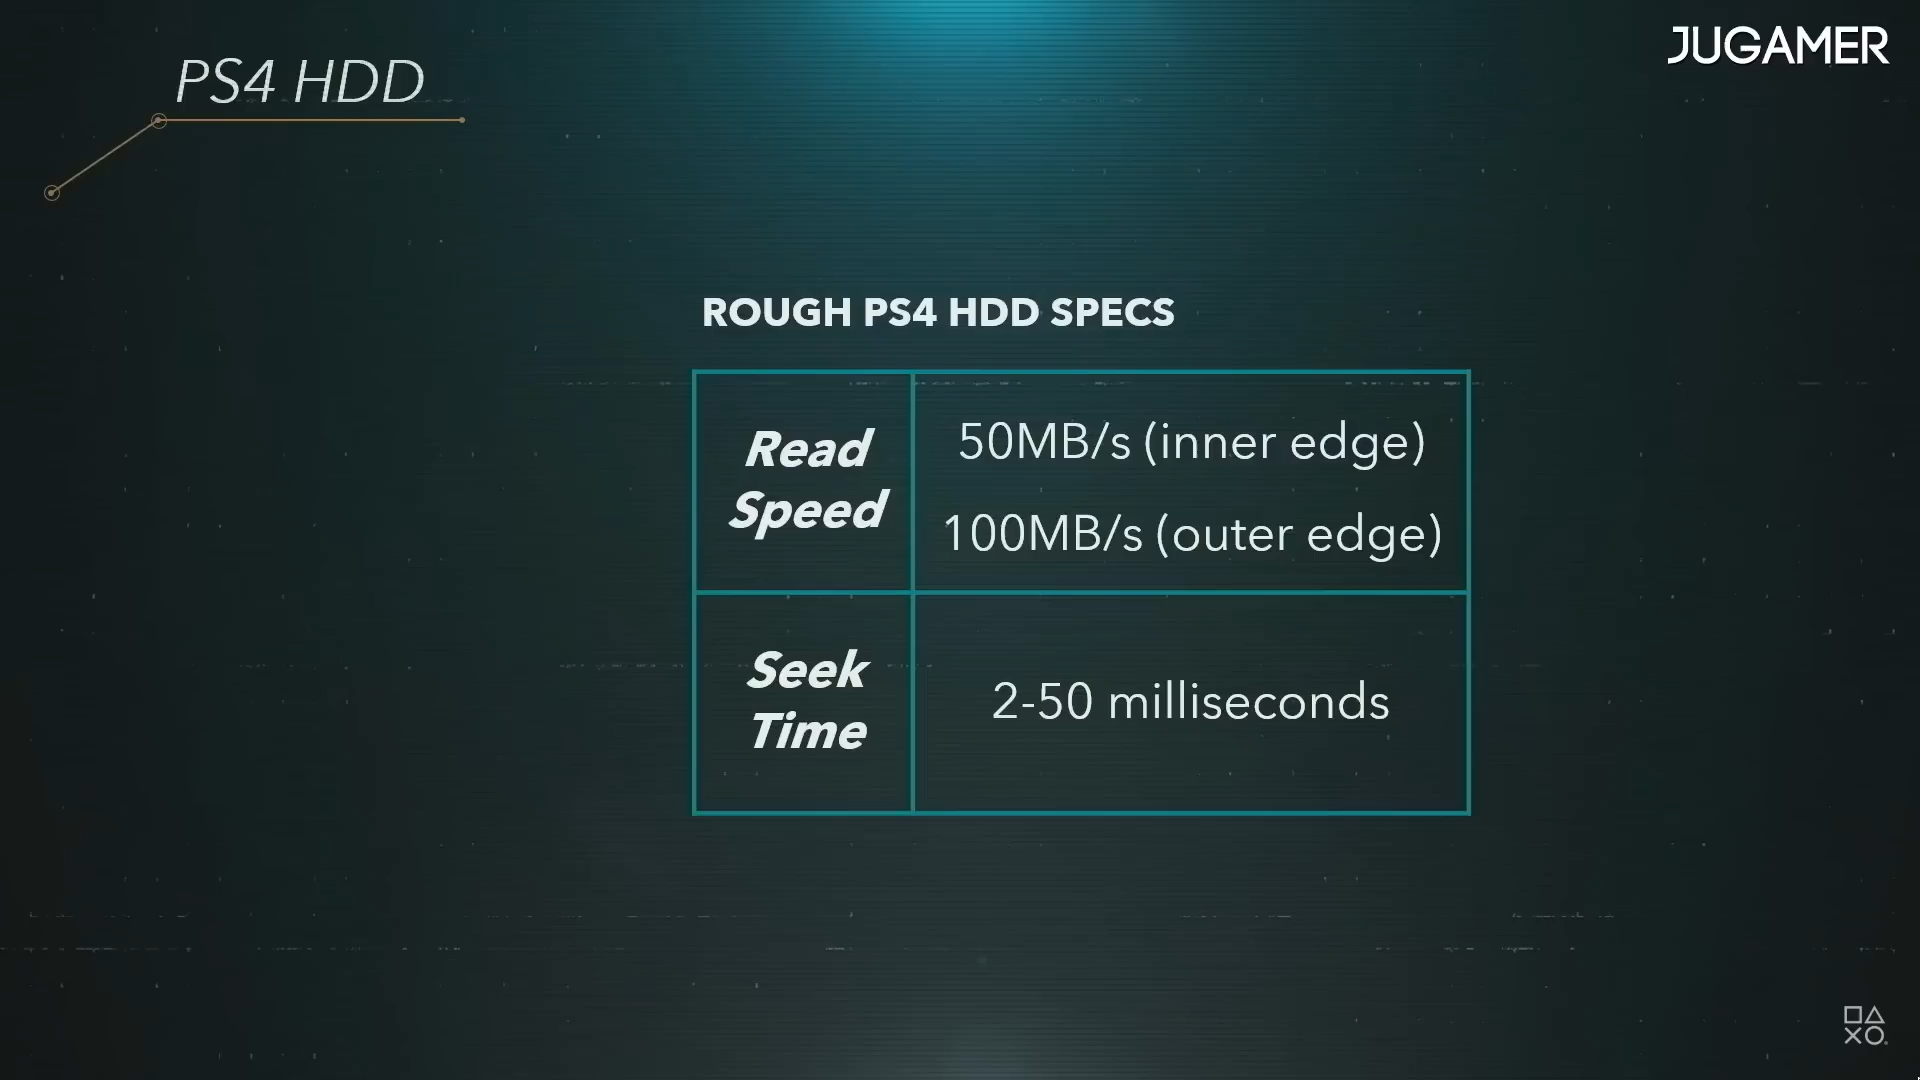 PS4 HDD
JUGAMER
ROUGH PS4 HDD SPECS
Read
Speed
50MB/s (inner edge)
100MB/s (outer edge)
Seek
Time
2-50 milliseconds